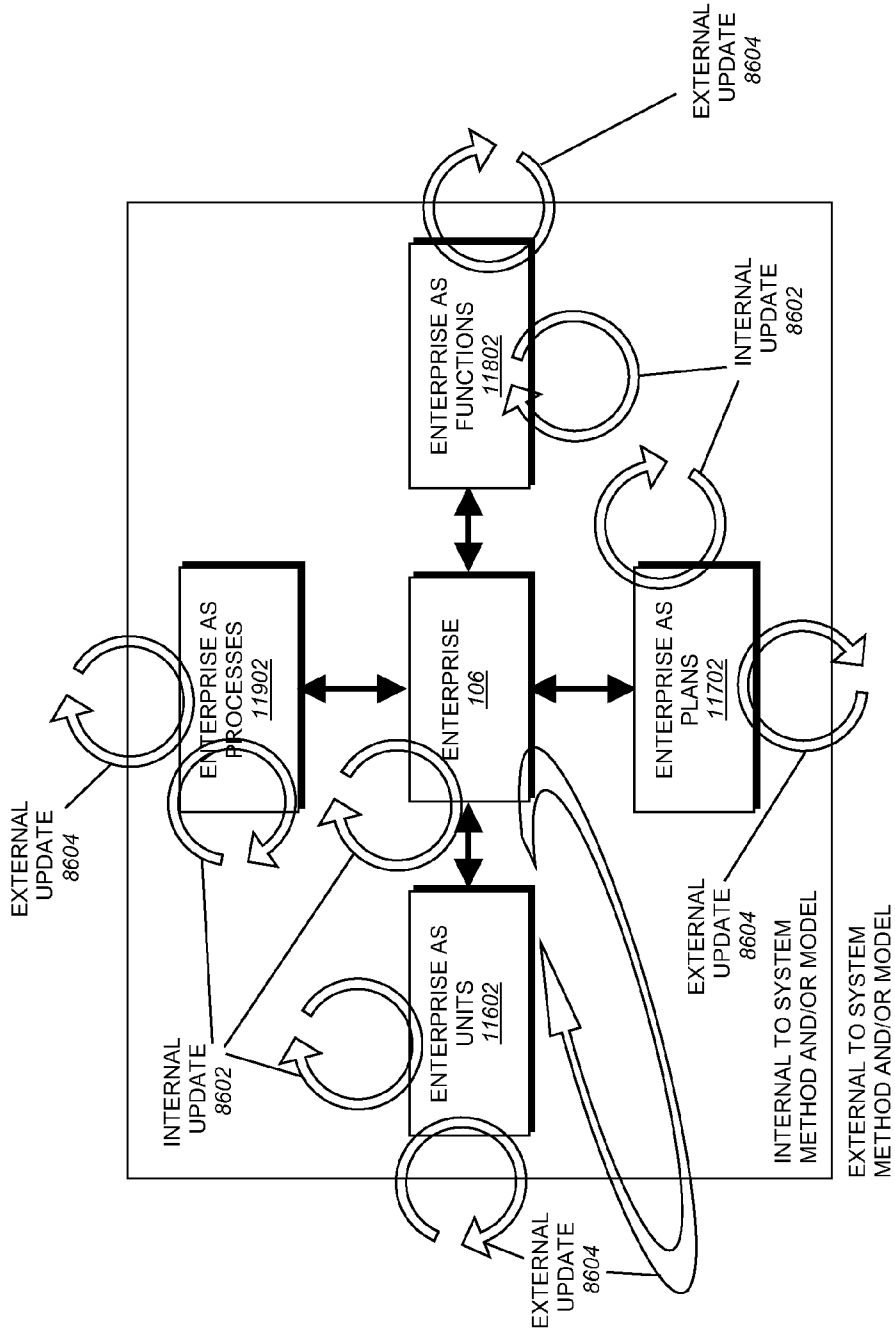 EXTERNAL
UPDATE
8604
EXTERNAL
UPDATE
8604
INTERNAL
UPDATE
8602
ENTERPRISE AS
PROCESSES
11902
ENTERPRISE AS
UNITS
11602
ENTERPRISE
106
ENTERPRISE AS
FUNCTIONS
11802
ENTERPRISE AS
PLANS
11702
INTERNAL
UPDATE
8602
EXTERNAL
UPDATE
8604
EXTERNAL
UPDATE
8604
INTERNAL TO SYSTEM
METHOD AND/OR MODEL
EXTERNAL TO SYSTEM
METHOD AND/OR MODEL